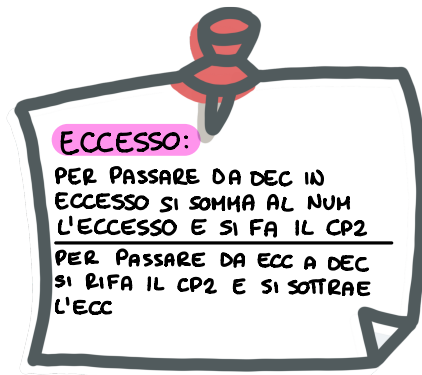 ECCESSO:
PER PASSARE DA DEC IN
ECCESSO SI SOMMA AL NUM
L'ECCESSO E SI FA IL CP2
PER PASSARE DA ECC A DEC
SI RIFA IL CP2 E SI SOTTRAE
L'ECC